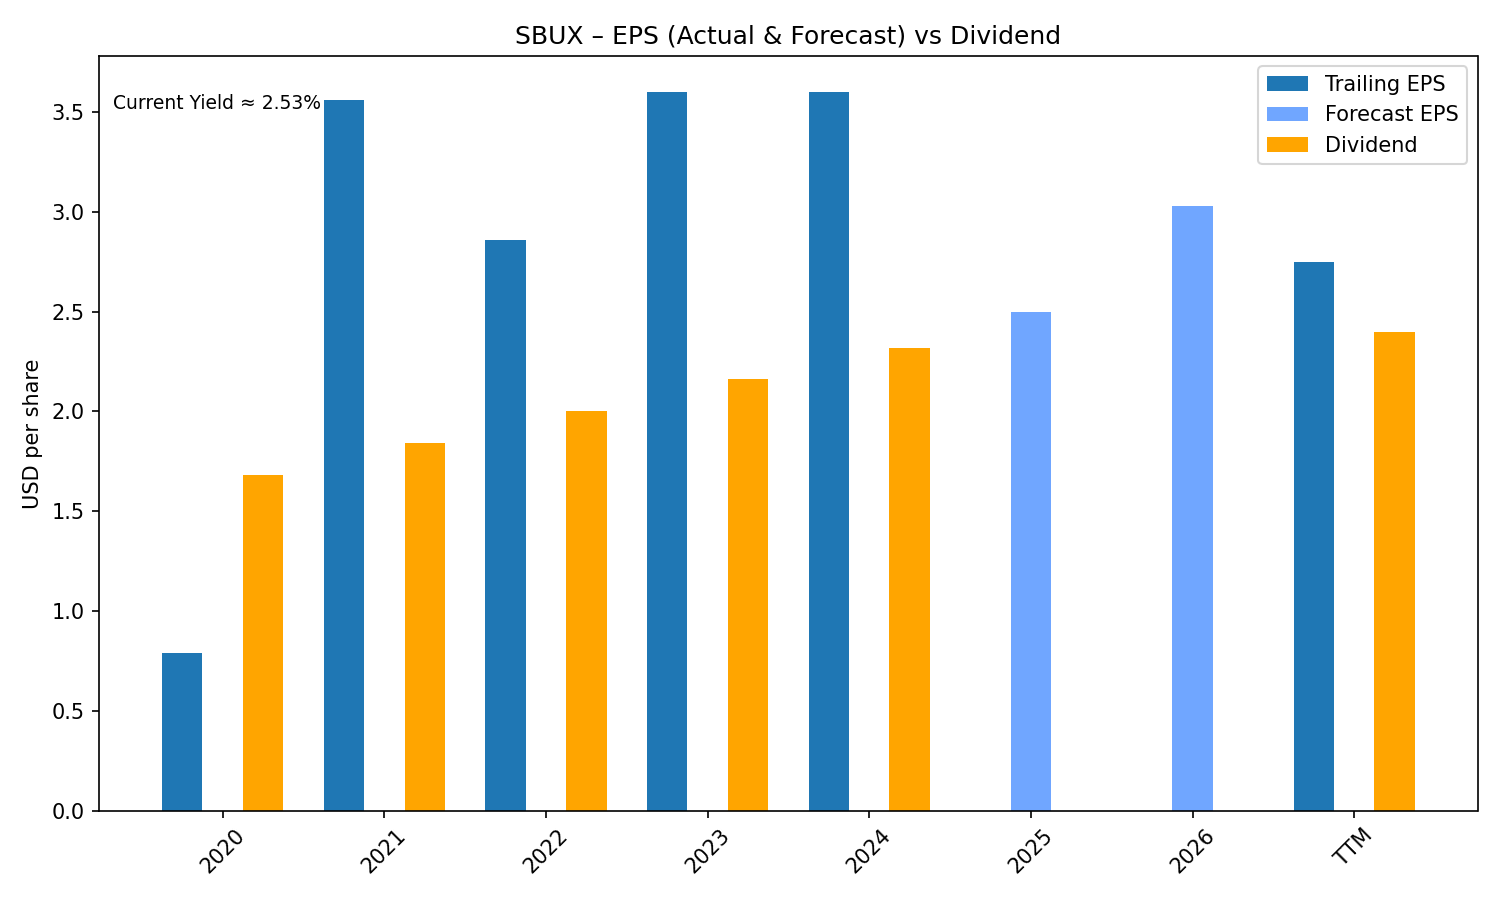 SBUX – EPS (Actual & Forecast) vs Dividend
Current Yield ≈ 2.53%
Trailing EPS
Forecast EPS
Dividend
USD per share
3.5
3.0
2.5
2.0
1.5
1.0
0.5
0.0
2020
2021
2022
2023
2024
2025
2026
TTM